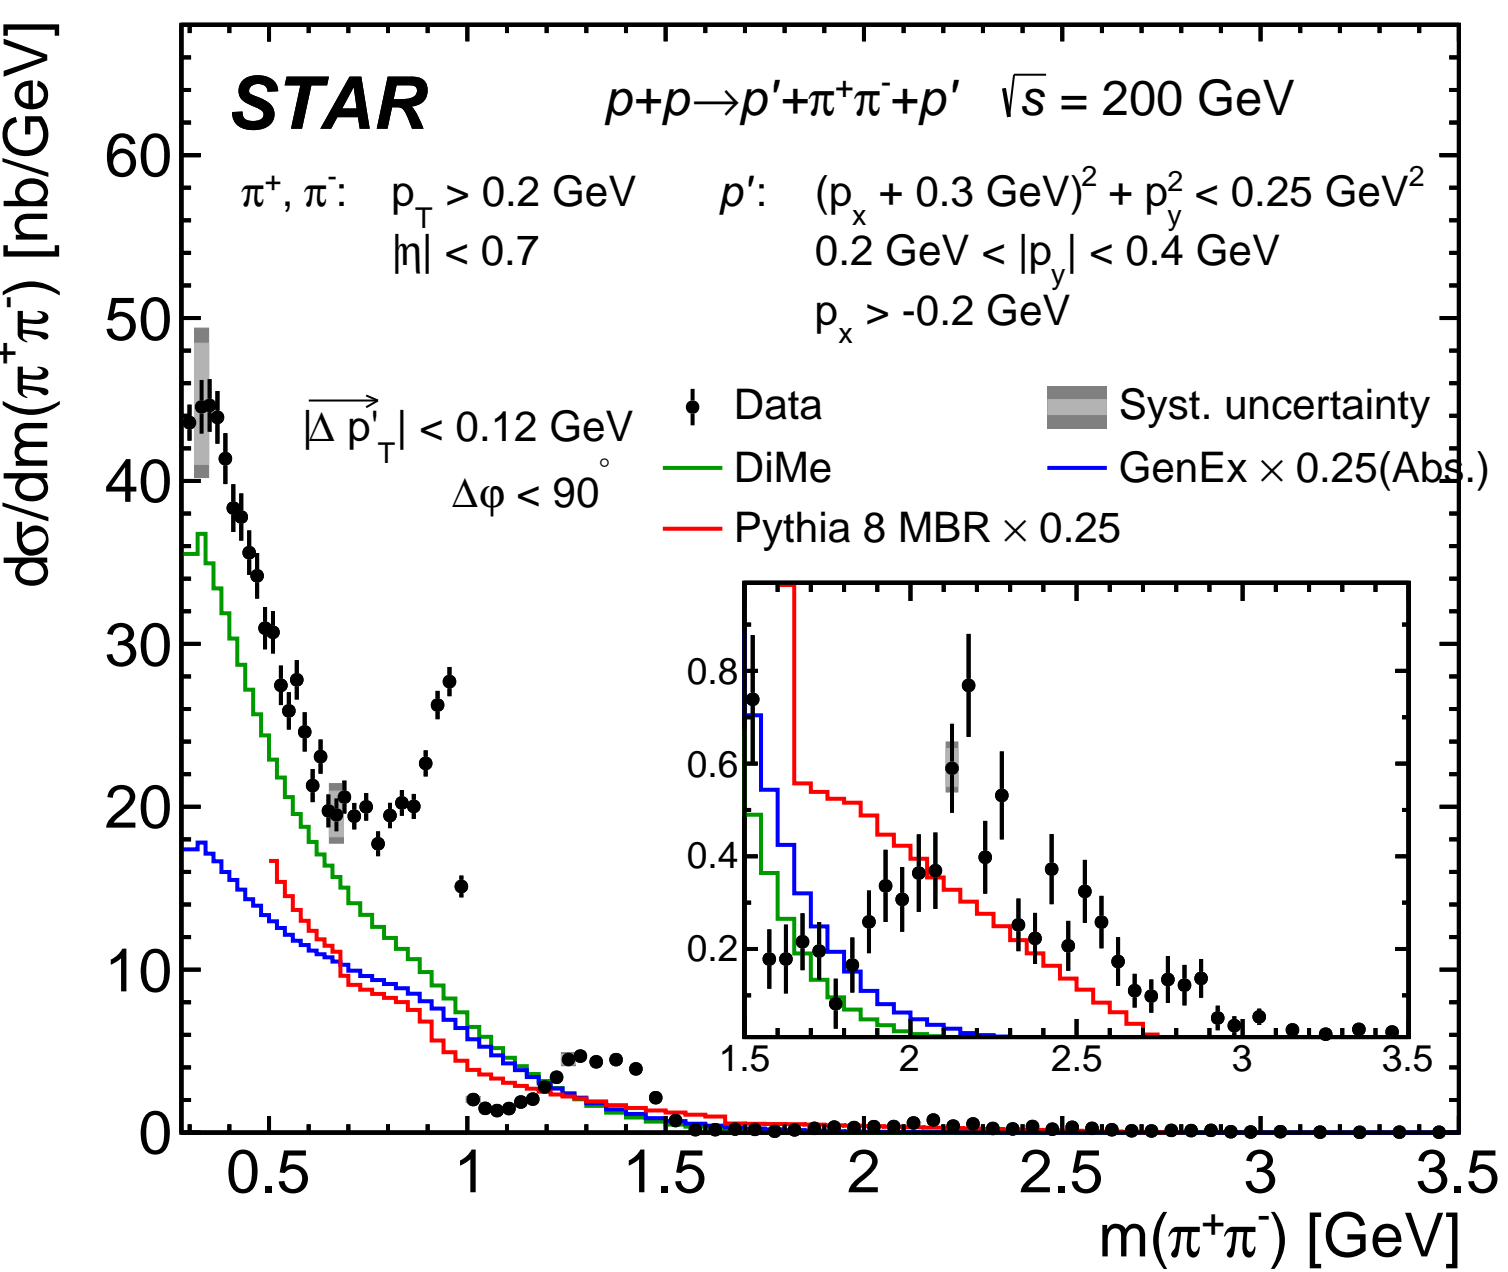 STAR
p+p→p′+π⁺π⁻+p′ √s = 200 GeV
π⁺, π⁻: p_T > 0.2 GeV
|η| < 0.7
p′: (p_x + 0.3 GeV)² + p_y² < 0.25 GeV²
0.2 GeV < |p_y| < 0.4 GeV
p_x > -0.2 GeV
|Δ p'_T| < 0.12 GeV
Δφ < 90°
Data
Syst. uncertainty
DiMe
GenEx × 0.25(Abs.)
Pythia 8 MBR × 0.25
dσ/dm(π⁺π⁻) [nb/GeV]
60
50
40
30
20
10
0
0.8
0.6
0.4
0.2
1.5 2 2.5 3 3.5
0.5 1 1.5 2 2.5 3 3.5
m(π⁺π⁻) [GeV]